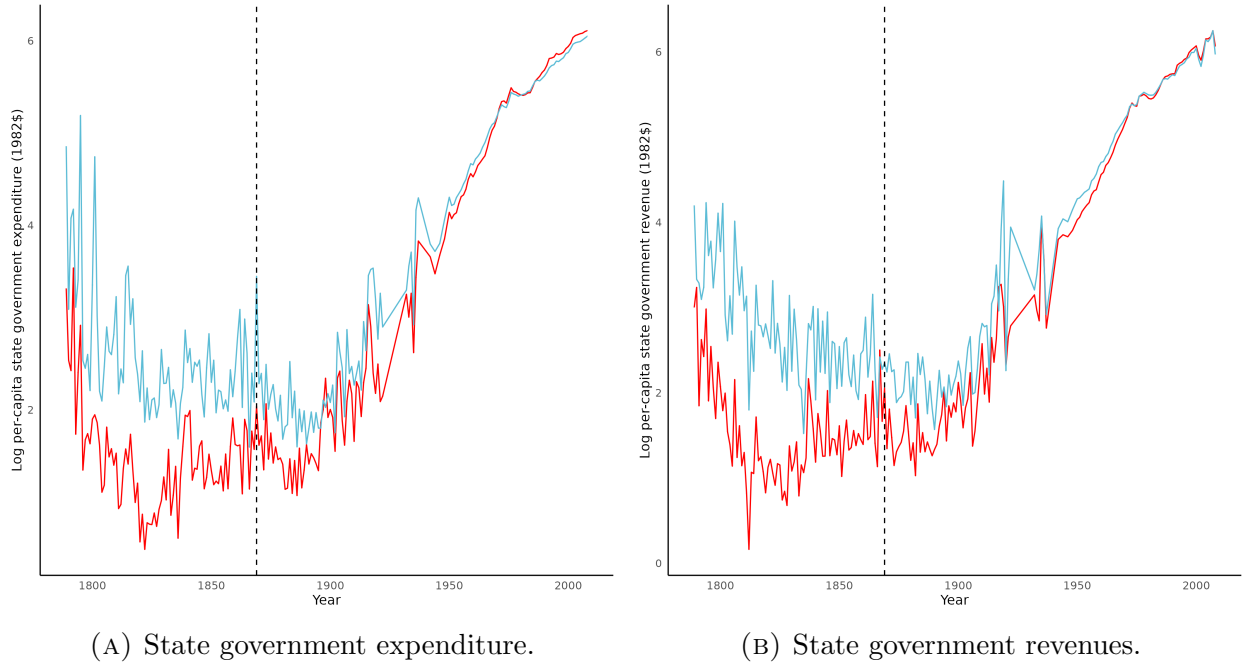 Log per-capita state government expenditure (1982$)
6
4
2
1800
1850
1900
1950
2000
Year
(A) State government expenditure.
Log per-capita state government revenue (1982$)
6
4
2
0
1800
1850
1900
1950
2000
Year
(B) State government revenues.